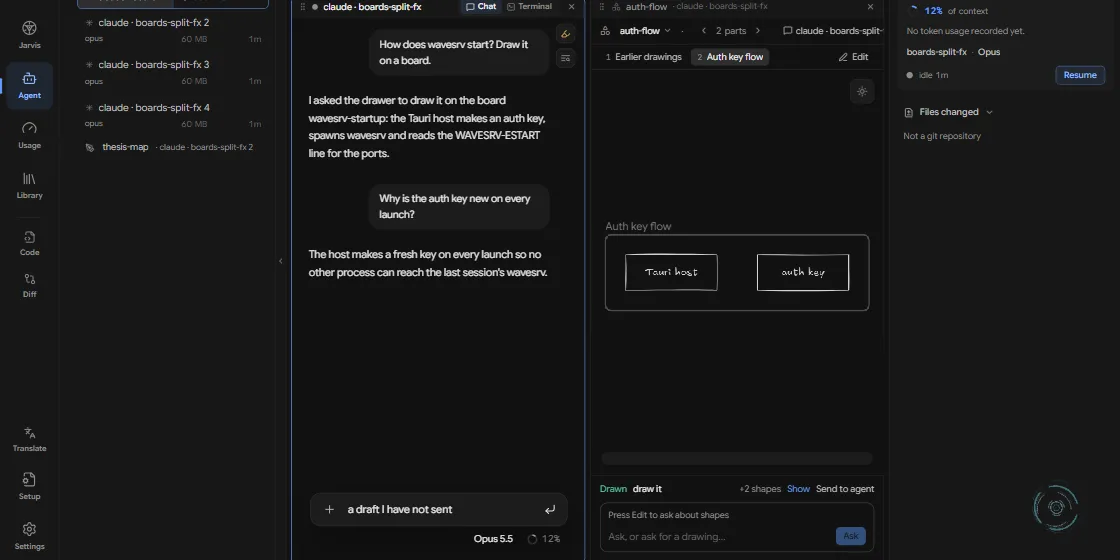 Jarvis
Agent
Usage
Library
Code
Diff
Translate
Setup
Settings
claude · boards-split-fx 2
opus 60 MB 1m
claude · boards-split-fx 3
opus 60 MB 1m
claude · boards-split-fx 4
opus 60 MB 1m
thesis-map · claude · boards-split-fx 2
claude · boards-split-fx Chat Terminal
How does wavesrv start? Draw it
on a board.
I asked the drawer to draw it on the board
wavesrv-startup: the Tauri host makes an auth key,
spawns wavesrv and reads the WAVESRV-ESTART
line for the ports.
Why is the auth key new on every
launch?
The host makes a fresh key on every launch so no
other process can reach the last session's wavesrv.
a draft I have not sent
Opus 5.5 12%
auth-flow · claude · boards-split-fx
auth-flow · 2 parts claude · boards-split-
1 Earlier drawings 2 Auth key flow Edit
Auth key flow
Tauri host auth key
Drawn draw it +2 shapes Show Send to agent
Press Edit to ask about shapes
Ask, or ask for a drawing... Ask
12% of context
No token usage recorded yet.
boards-split-fx · Opus
idle 1m Resume
Files changed
Not a git repository